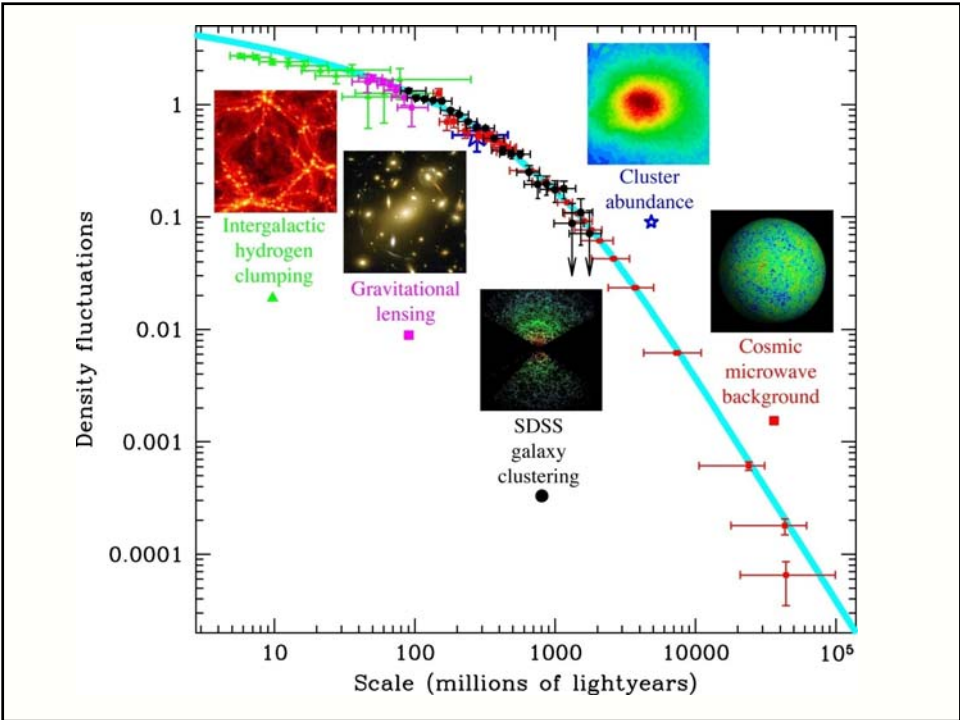 Density fluctuations
1
0.1
0.01
0.001
0.0001
Intergalactic
hydrogen
clumping
Gravitational
lensing
SDSS
galaxy
clustering
Cluster
abundance
Cosmic
microwave
background
10
100
1000
10000
10⁵
Scale (millions of lightyears)